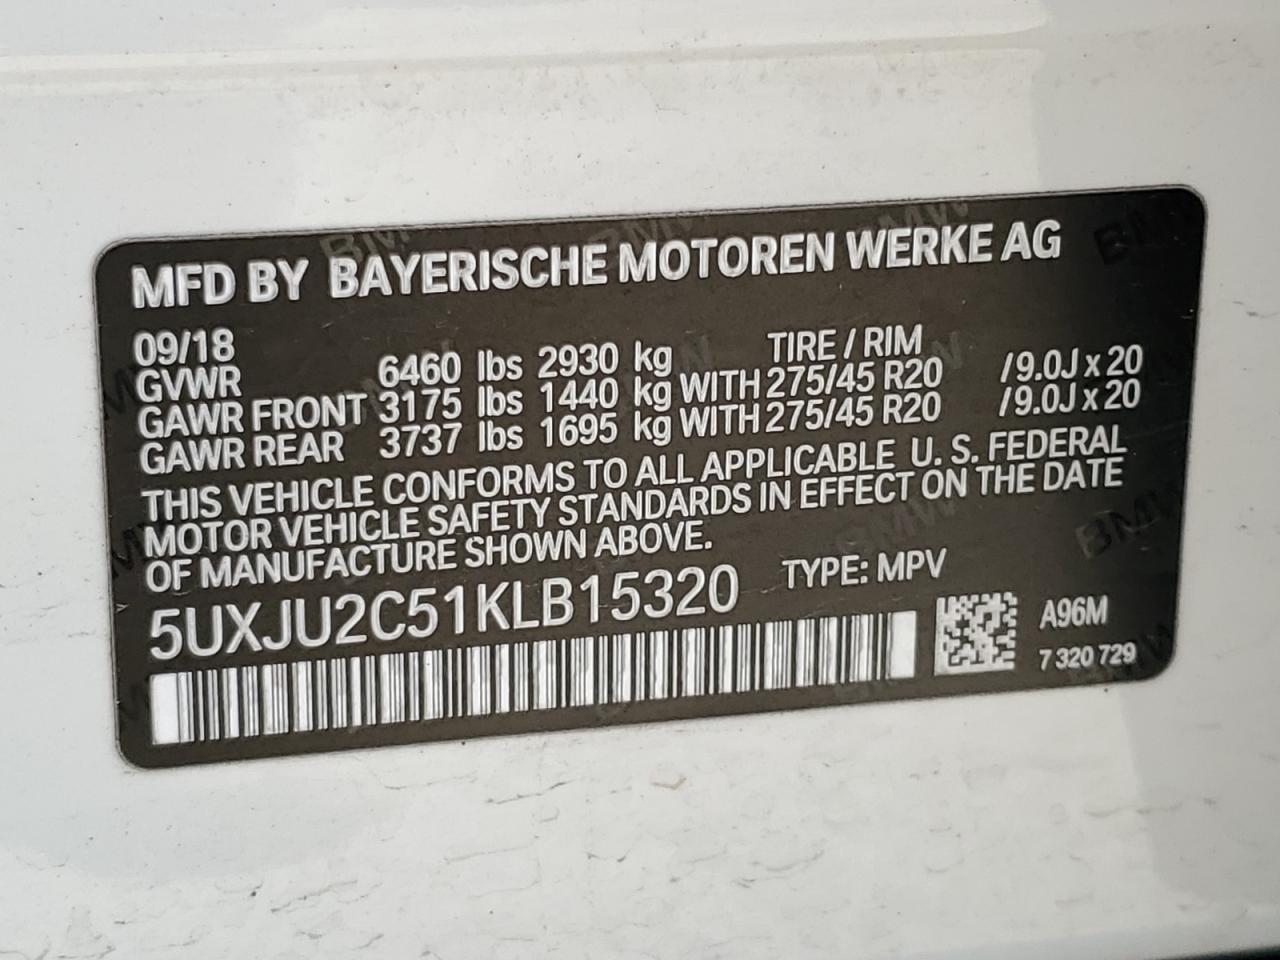 MFD BY BAYERISCHE MOTOREN WERKE AG
09/18 TIRE / RIM
GVWR 6460 lbs 2930 kg
GAWR FRONT 3175 lbs 1440 kg WITH 275/45 R20 /9.0J x 20
GAWR REAR 3737 lbs 1695 kg WITH 275/45 R20 /9.0J x 20
THIS VEHICLE CONFORMS TO ALL APPLICABLE U. S. FEDERAL
MOTOR VEHICLE SAFETY STANDARDS IN EFFECT ON THE DATE
OF MANUFACTURE SHOWN ABOVE.
5UXJU2C51KLB15320 TYPE: MPV
A96M
7 320 729